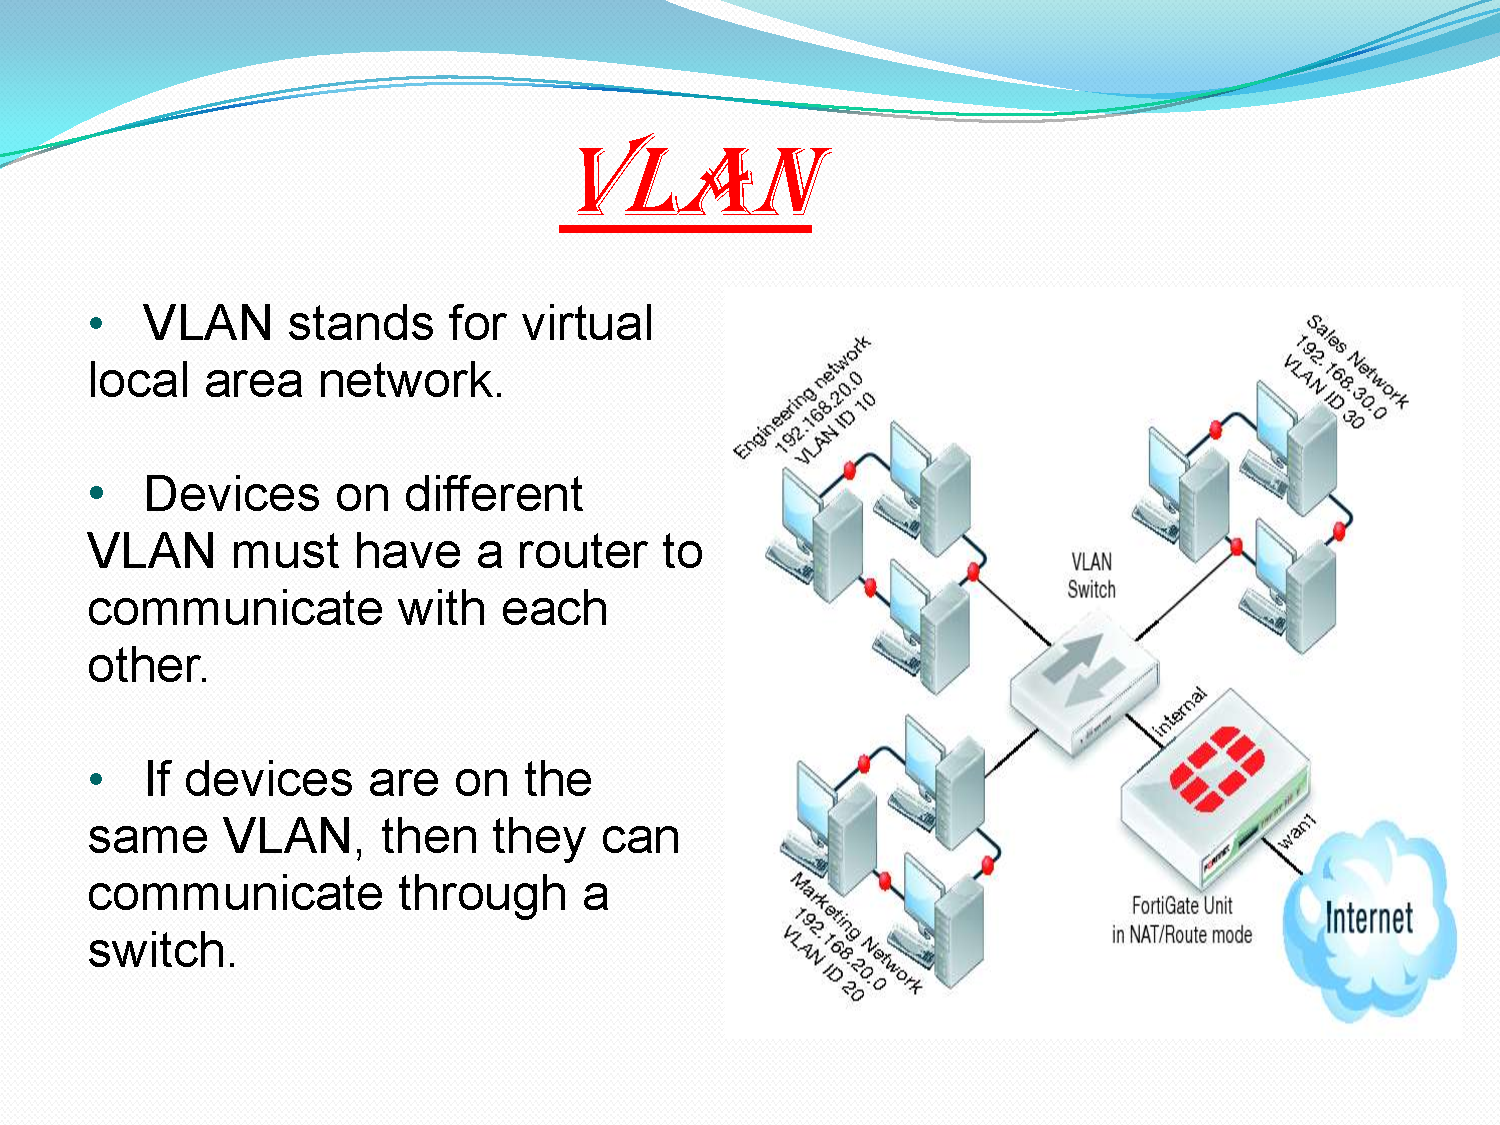 VLAN
• VLAN stands for virtual
local area network.
• Devices on different
VLAN must have a router to
communicate with each
other.
• If devices are on the
same VLAN, then they can
communicate through a
switch.
Engineering network
192.168.20.0
VLAN ID 10
Sales Network
192.168.30.0
VLAN ID 30
VLAN
Switch
internal
wan1
Marketing Network
192.168.20.0
VLAN ID 20
FortiGate Unit
in NAT/Route mode
Internet